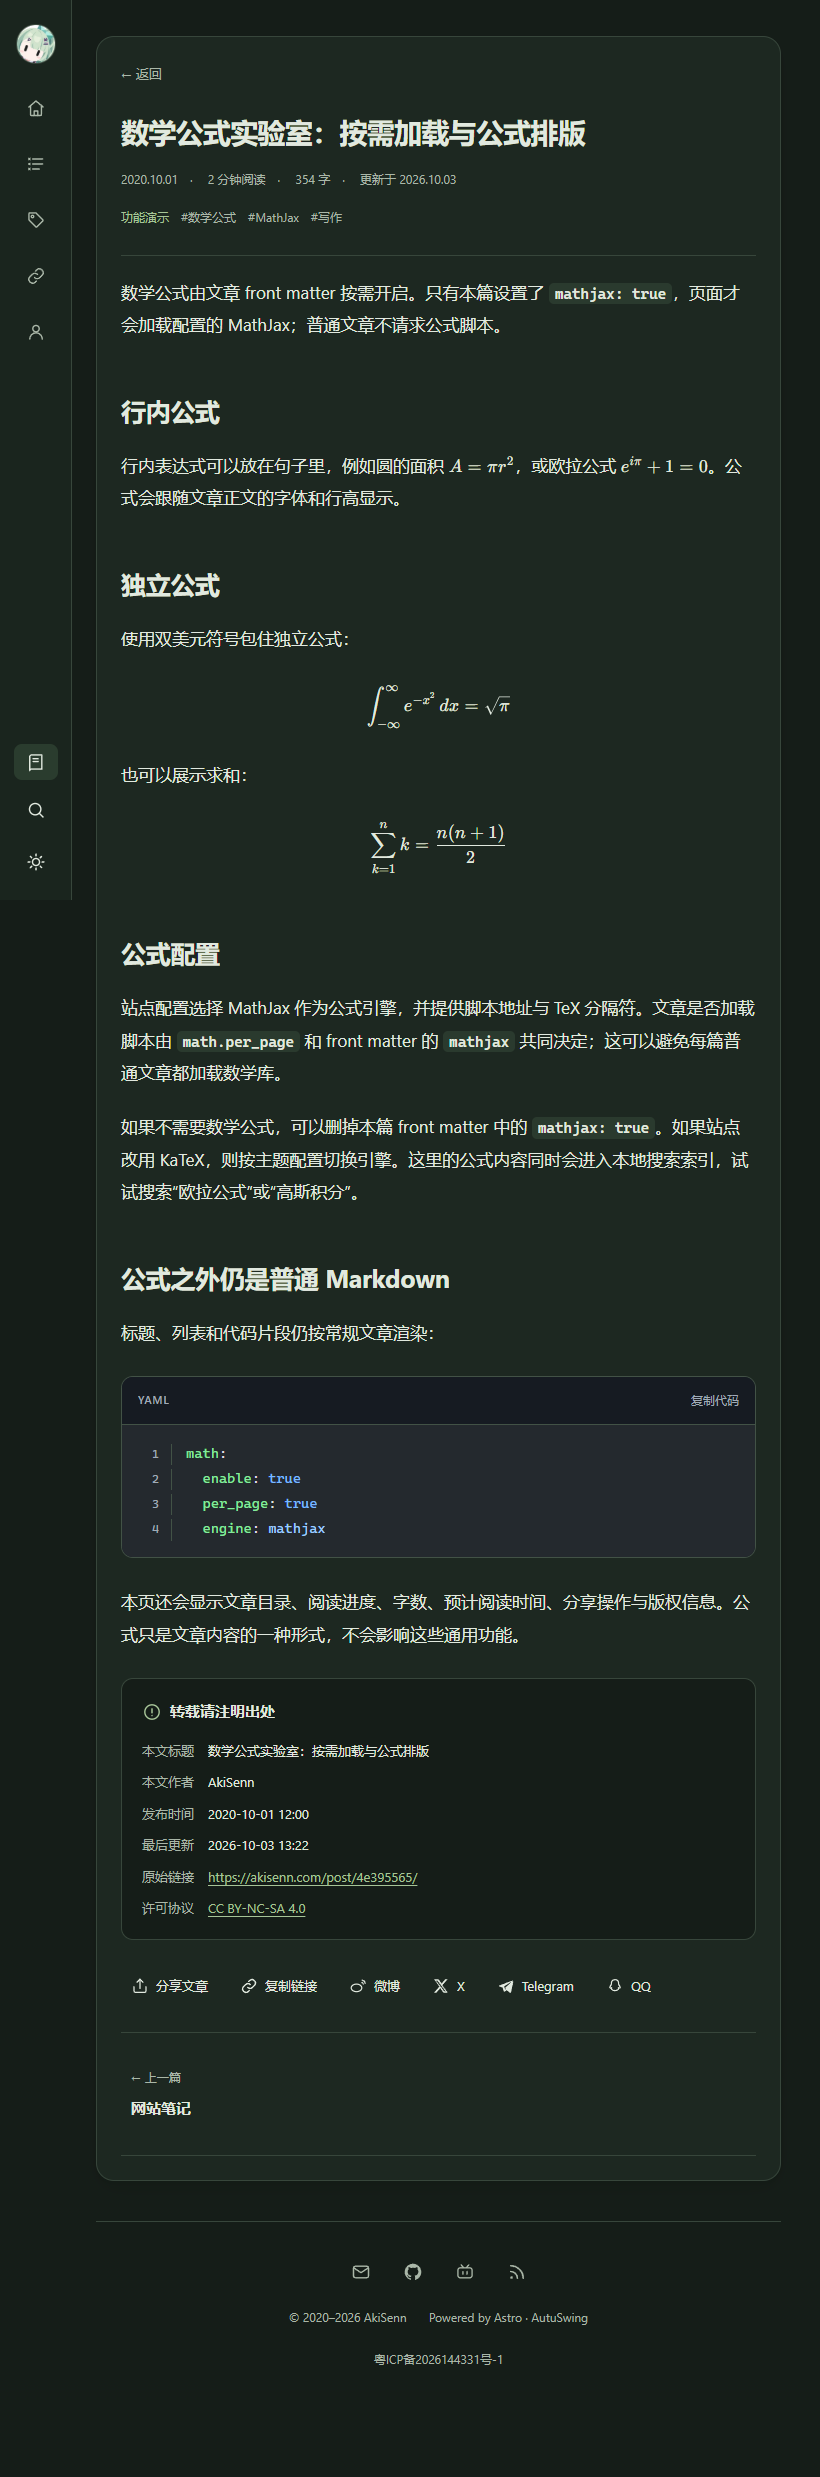 ← 返回
数学公式实验室：按需加载与公式排版
2020.10.01 · 2 分钟阅读 · 354 字 · 更新于 2026.10.03
功能演示 #数学公式 #MathJax #写作
数学公式由文章 front matter 按需开启。只有本篇设置了 mathjax: true，页面才
会加载配置的 MathJax；普通文章不请求公式脚本。
行内公式
行内表达式可以放在句子里，例如圆的面积 A = πr²，或欧拉公式 e^{iπ} + 1 = 0。公
式会跟随文章正文的字体和行高显示。
独立公式
使用双美元符号包住独立公式：
∫_{-∞}^{∞} e^{-x²} dx = √π
也可以展示求和：
∑_{k=1}^{n} k = n(n + 1)/2
公式配置
站点配置选择 MathJax 作为公式引擎，并提供脚本地址与 TeX 分隔符。文章是否加载
脚本由 math.per_page 和 front matter 的 mathjax 共同决定；这可以避免每篇普
通文章都加载数学库。
如果不需要数学公式，可以删掉本篇 front matter 中的 mathjax: true。如果站点
改用 KaTeX，则按主题配置切换引擎。这里的公式内容同时会进入本地搜索索引，试
试搜索“欧拉公式”或“高斯积分”。
公式之外仍是普通 Markdown
标题、列表和代码片段仍按常规文章渲染：
YAML 复制代码
1 math:
2 enable: true
3 per_page: true
4 engine: mathjax
本页还会显示文章目录、阅读进度、字数、预计阅读时间、分享操作与版权信息。公
式只是文章内容的一种形式，不会影响这些通用功能。
转载请注明出处
本文标题 数学公式实验室：按需加载与公式排版
本文作者 AkiSenn
发布时间 2020-10-01 12:00
最后更新 2026-10-03 13:22
原始链接 https://akisenn.com/post/4e395565/
许可协议 CC BY-NC-SA 4.0
分享文章 复制链接 微博 X Telegram QQ
← 上一篇
网站笔记
© 2020–2026 AkiSenn Powered by Astro · AutuSwing
粤ICP备2026144331号-1